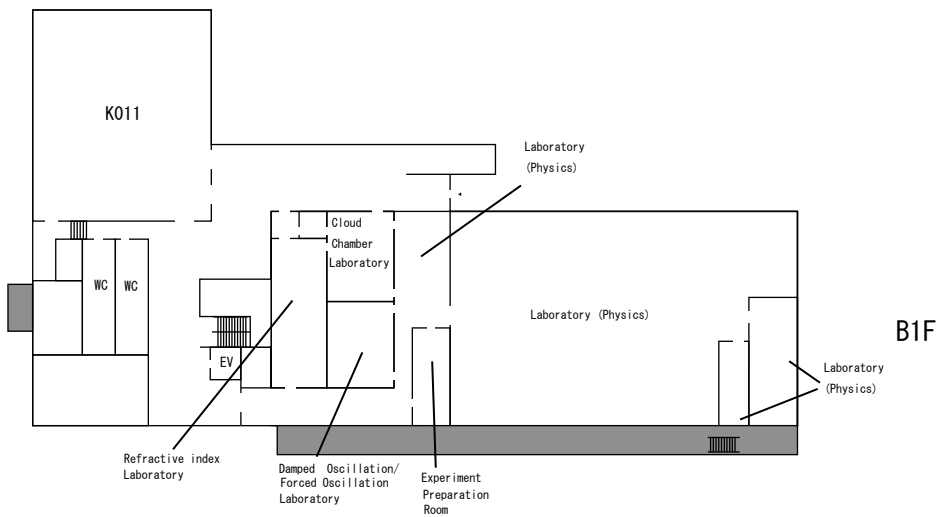 K011
Laboratory
(Physics)
Cloud
Chamber
Laboratory
WC
WC
Laboratory (Physics)
B1F
EV
Laboratory
(Physics)
Refractive index
Laboratory
Damped Oscillation/
Forced Oscillation
Laboratory
Experiment
Preparation
Room